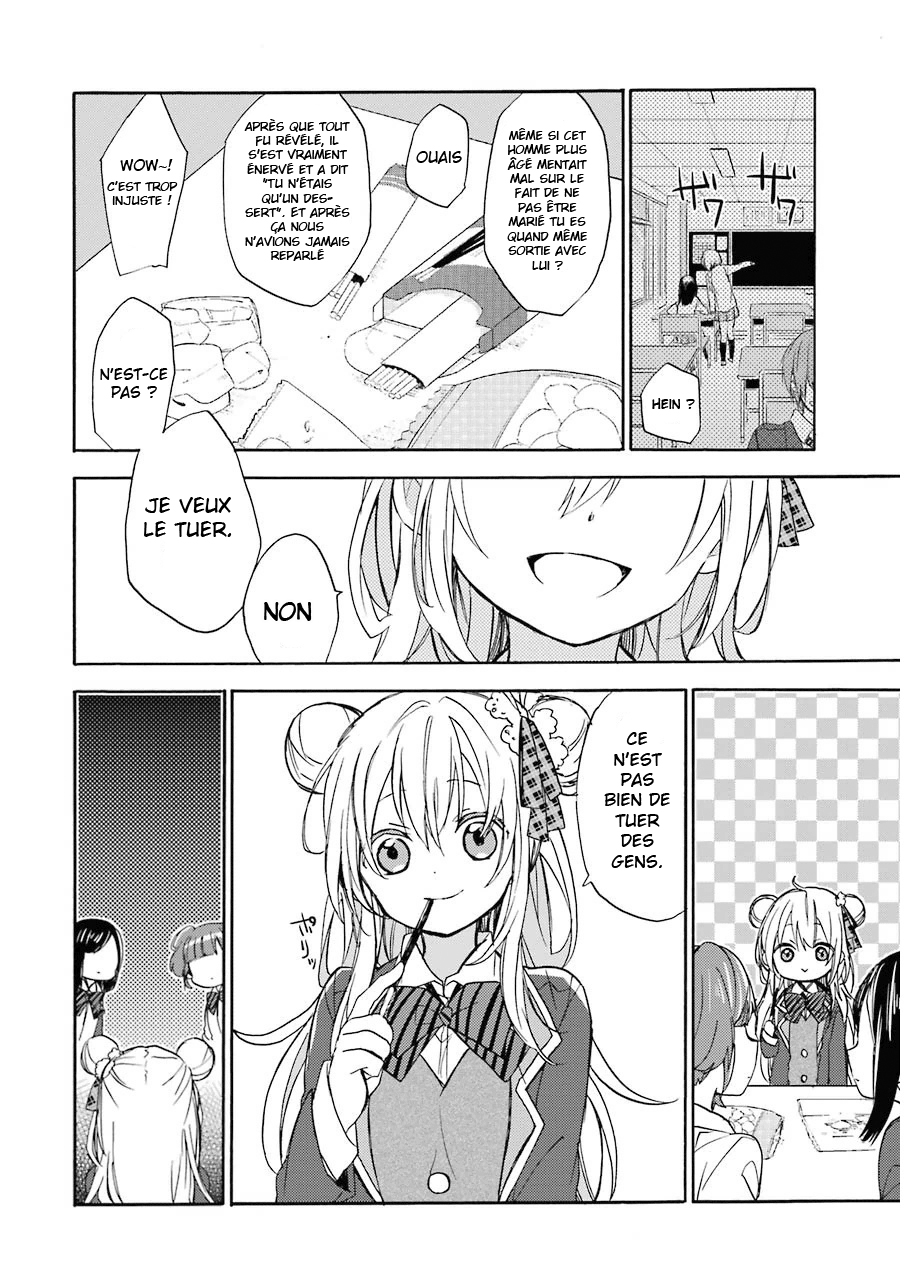 ザワ
ザワ
HEIN ?
MÊME SI CET
HOMME PLUS
ÂGÉ MENTAIT
MAL SUR LE
FAIT DE NE
PAS ÊTRE
MARIÉ TU ES
QUAND MÊME
SORTIE AVEC
LUI ?
OUAIS
APRÈS QUE TOUT
FU RÉVÉLÉ, IL
S'EST VRAIMENT
ÉNERVÉ ET A DIT
"TU N'ÉTAIS
QU'UN DES-
SERT". ET APRÈS
ÇA NOUS
N'AVIONS JAMAIS
REPARLÉ
WOW~!
C'EST TROP
INJUSTE !
N'EST-CE
PAS ?
NON
JE VEUX
LE TUER.
CE
N'EST
PAS
BIEN DE
TUER
DES
GENS.
ポリッ